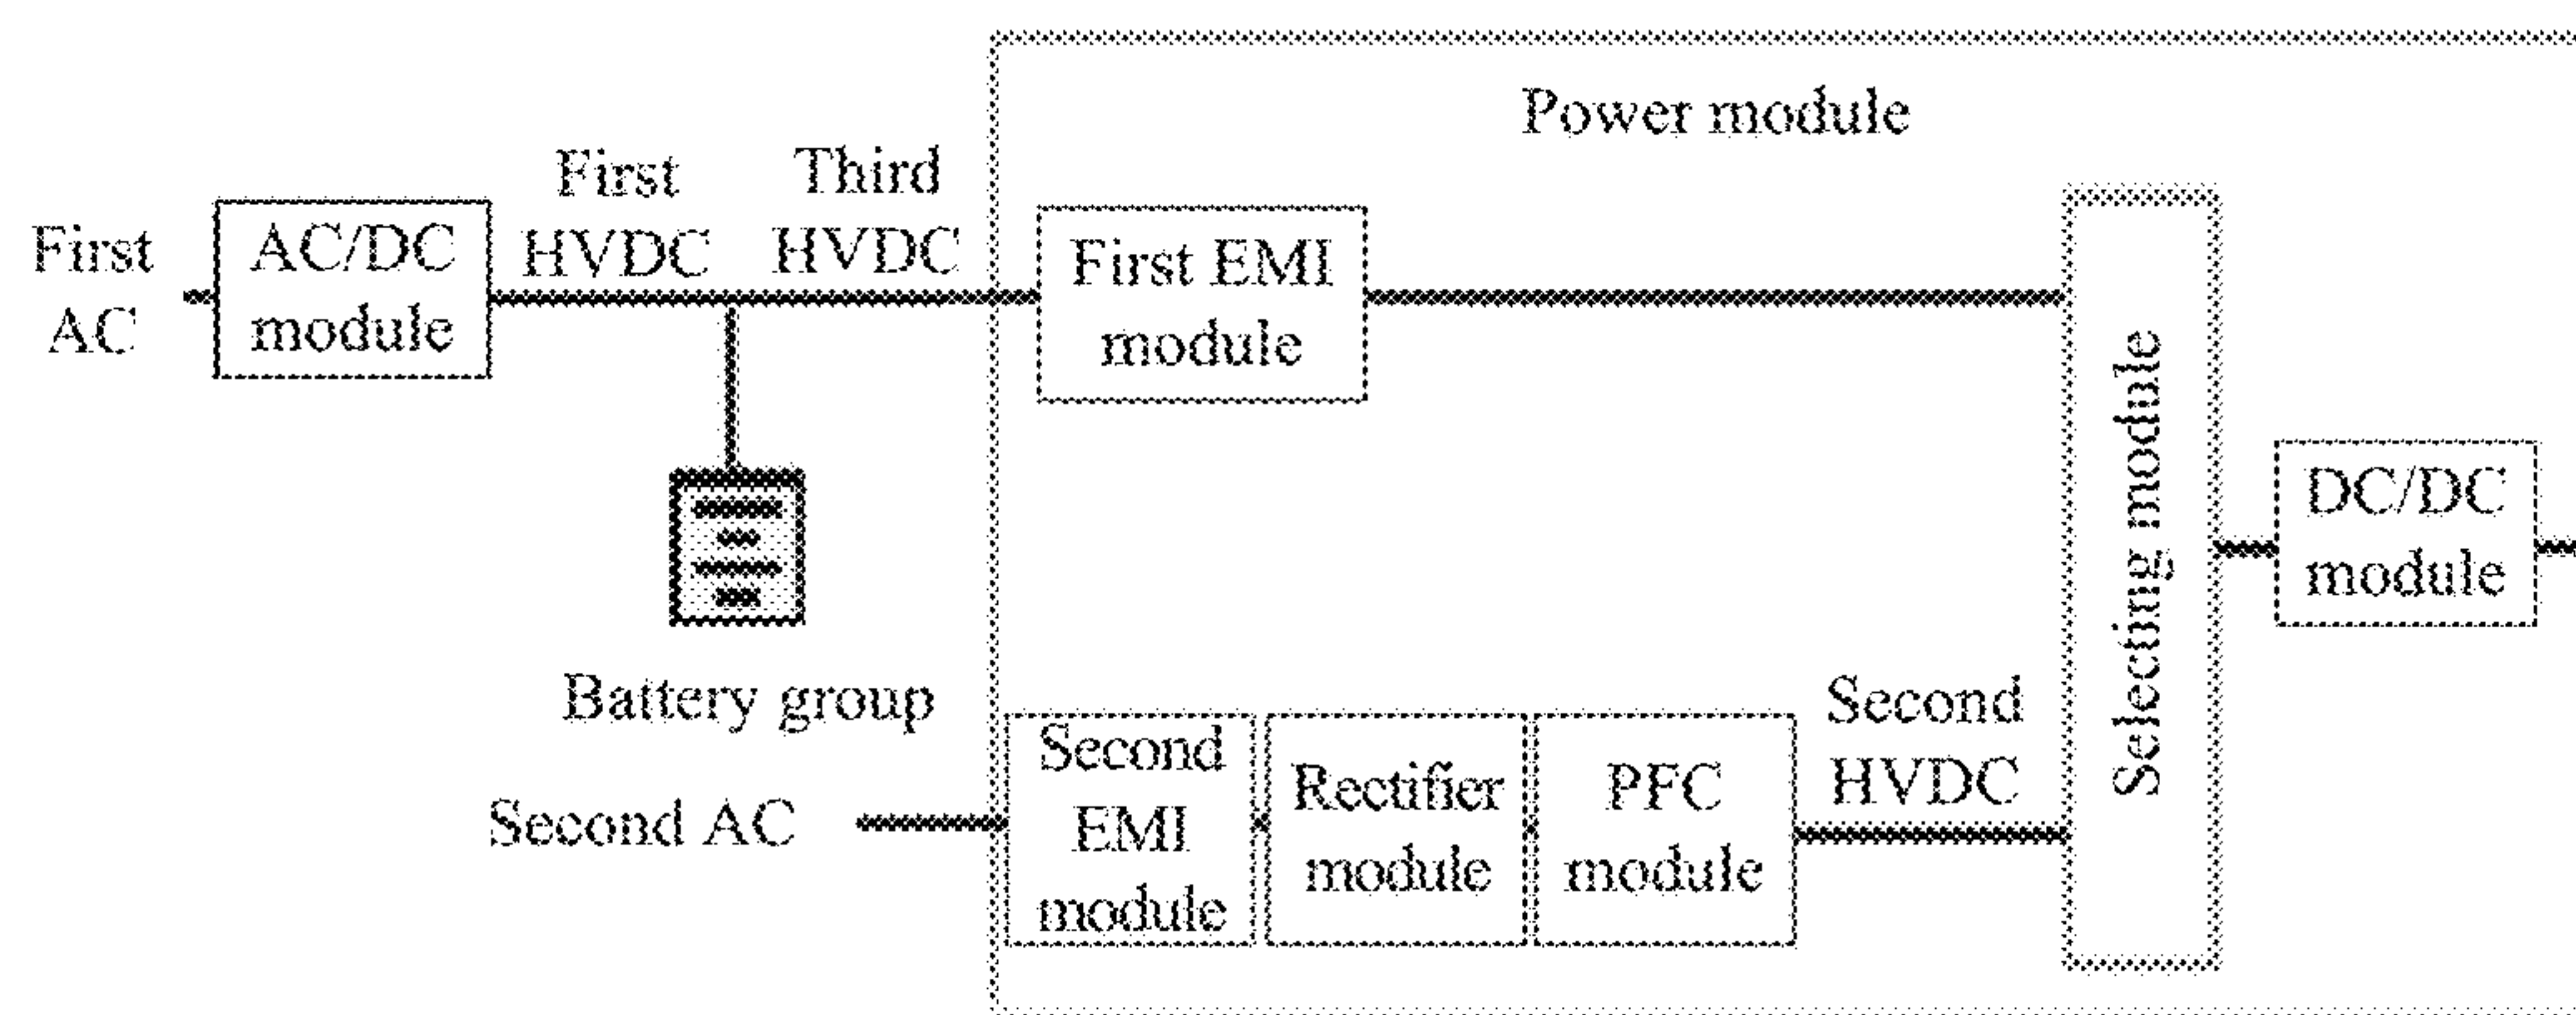 Power module
First
AC
AC/DC
module
First
HVDC
Third
HVDC
First EMI
module
Battery group
Second AC
Second
EMI
module
Rectifier
module
PFC
module
Second
HVDC
Selecting module
DC/DC
module